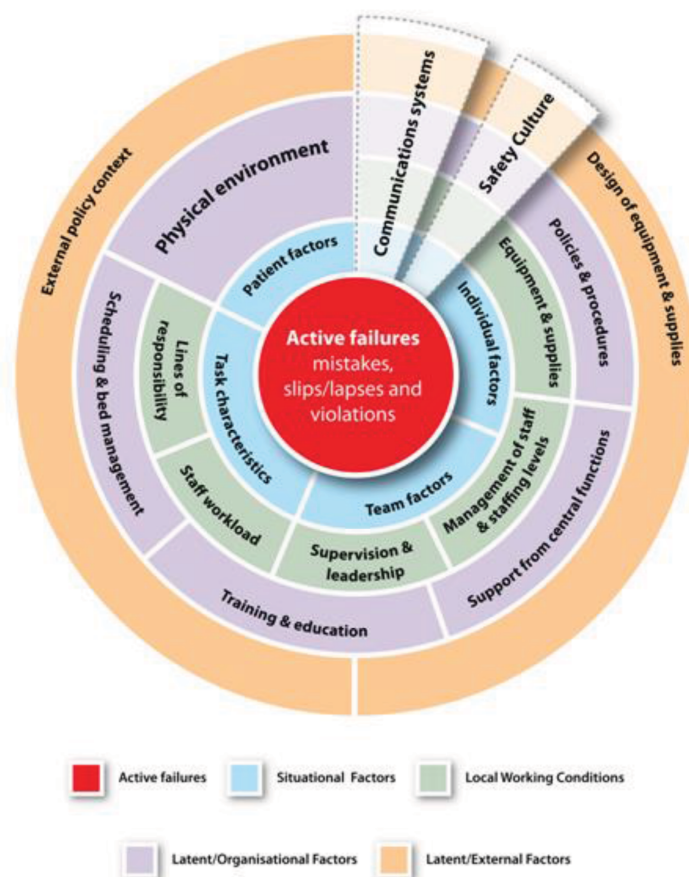 Communications systems
Safety Culture
External policy context
Design of equipment & supplies
Physical environment
Policies & procedures
Support from central functions
Training & education
Scheduling & bed management
Equipment & supplies
Management of staff
& staffing levels
Supervision &
leadership
Staff workload
Lines of
responsibility
Patient factors
Individual factors
Team factors
Task characteristics
Active failures
mistakes,
slips/lapses and
violations
Active failures
Situational Factors
Local Working Conditions
Latent/Organisational Factors
Latent/External Factors